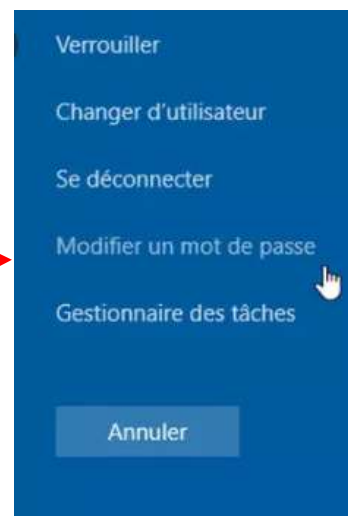 Verrouiller
Changer d'utilisateur
Se déconnecter
Modifier un mot de passe
Gestionnaire des tâches
Annuler